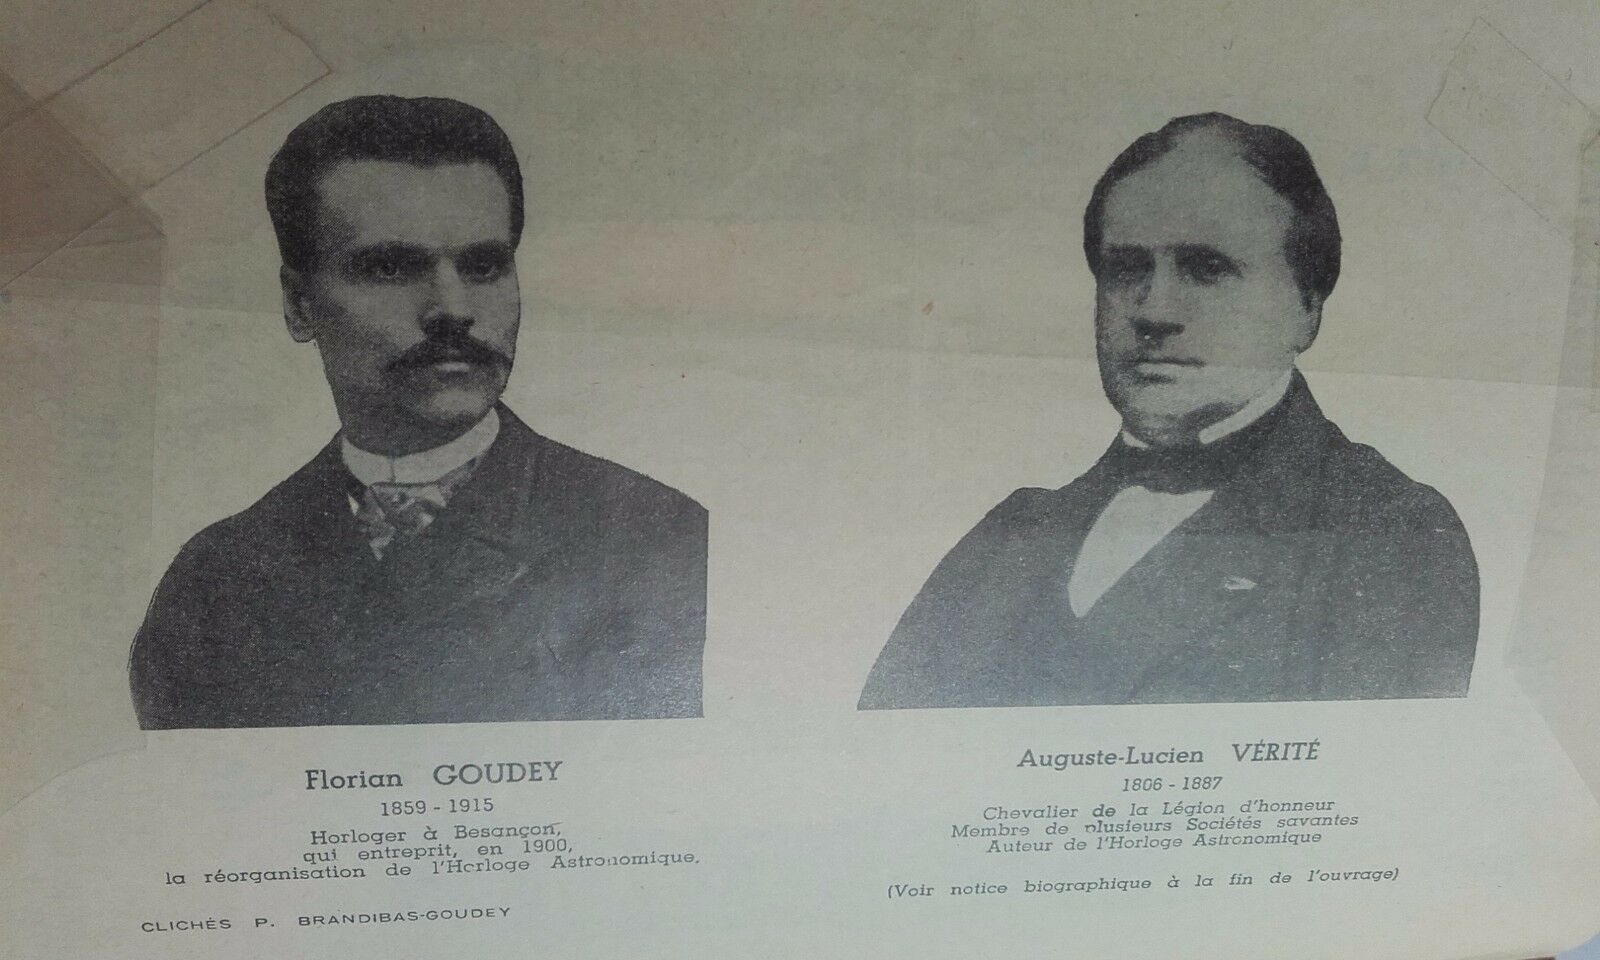 Florian GOUDEY
1859 - 1915
Horloger à Besançon,
qui entreprit, en 1900,
la réorganisation de l'Horloge Astronomique.
CLICHÉS P. BRANDIBAS-GOUDEY
Auguste-Lucien VÉRITÉ
1806 - 1887
Chevalier de la Légion d'honneur
Membre de plusieurs Sociétés savantes
Auteur de l'Horloge Astronomique
(Voir notice biographique à la fin de l'ouvrage)